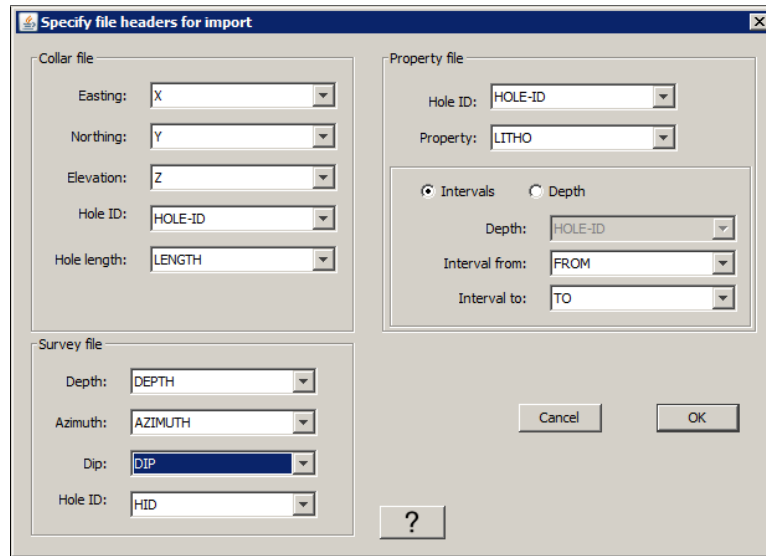 Specify file headers for import
Collar file
Easting: X
Northing: Y
Elevation: Z
Hole ID: HOLE-ID
Hole length: LENGTH
Survey file
Depth: DEPTH
Azimuth: AZIMUTH
Dip: DIP
Hole ID: HID
Property file
Hole ID: HOLE-ID
Property: LITHO
Intervals Depth
Depth: HOLE-ID
Interval from: FROM
Interval to: TO
Cancel OK
?